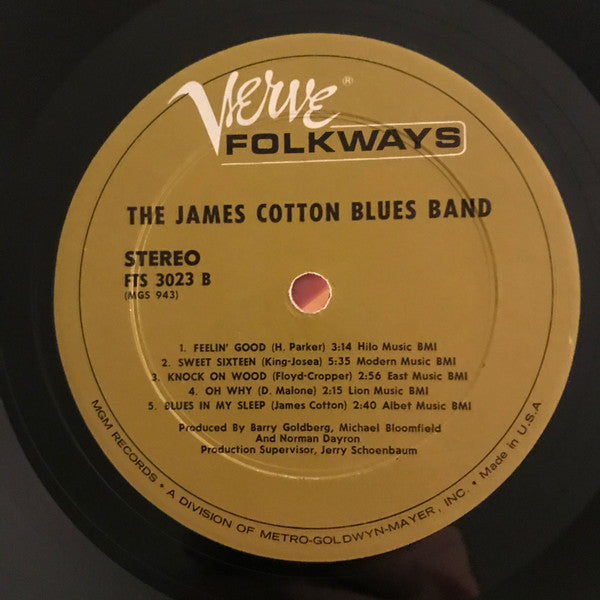 Verve ®
FOLKWAYS
THE JAMES COTTON BLUES BAND
STEREO
FTS 3023 B
(MGS 943)
1. FEELIN' GOOD (H. Parker) 3:14 Hilo Music BMI
2. SWEET SIXTEEN (King-Josea) 5:35 Modern Music BMI
3. KNOCK ON WOOD (Floyd-Cropper) 2:56 East Music BMI
4. OH WHY (D. Malone) 2:15 Lion Music BMI
5. BLUES IN MY SLEEP (James Cotton) 2:40 Albet Music BMI
Produced By Barry Goldberg, Michael Bloomfield
And Norman Dayron
Production Supervisor, Jerry Schoenbaum
MGM RECORDS • A DIVISION OF METRO-GOLDWYN-MAYER, INC. • Made in U.S.A